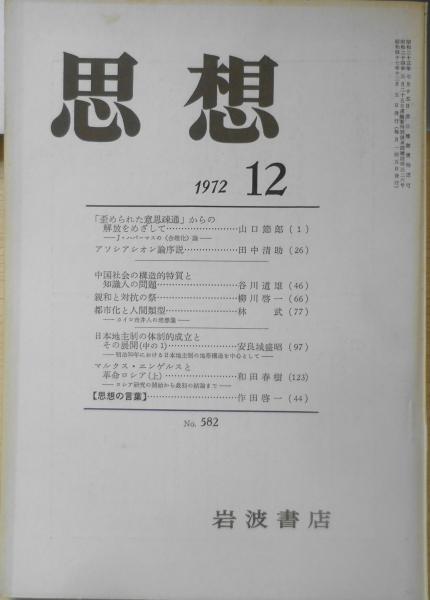 思想
1972 12
「歪められた意思疎通」からの
解放をめざして……………………山口節郎（1）
――J・ハバーマスの《合理化》論――
アソシアシオン論序説………………田中清助（26）
中国社会の構造的特質と
知識人の問題………………………谷川道雄（46）
親和と対抗の祭………………………柳川啓一（66）
都市化と人間類型……………………林　　武（77）
日本地主制の体制的成立と
その展開(中の1)…………………安良城盛昭（97）
――明治30年における日本地主制の地帯構造を中心として――
マルクス・エンゲルスと
革命ロシア(上)……………………和田春樹（123）
――ロシア研究の開始から最初の結論まで――
【思想の言葉】………………………作田啓一（44）
No. 582
岩波書店